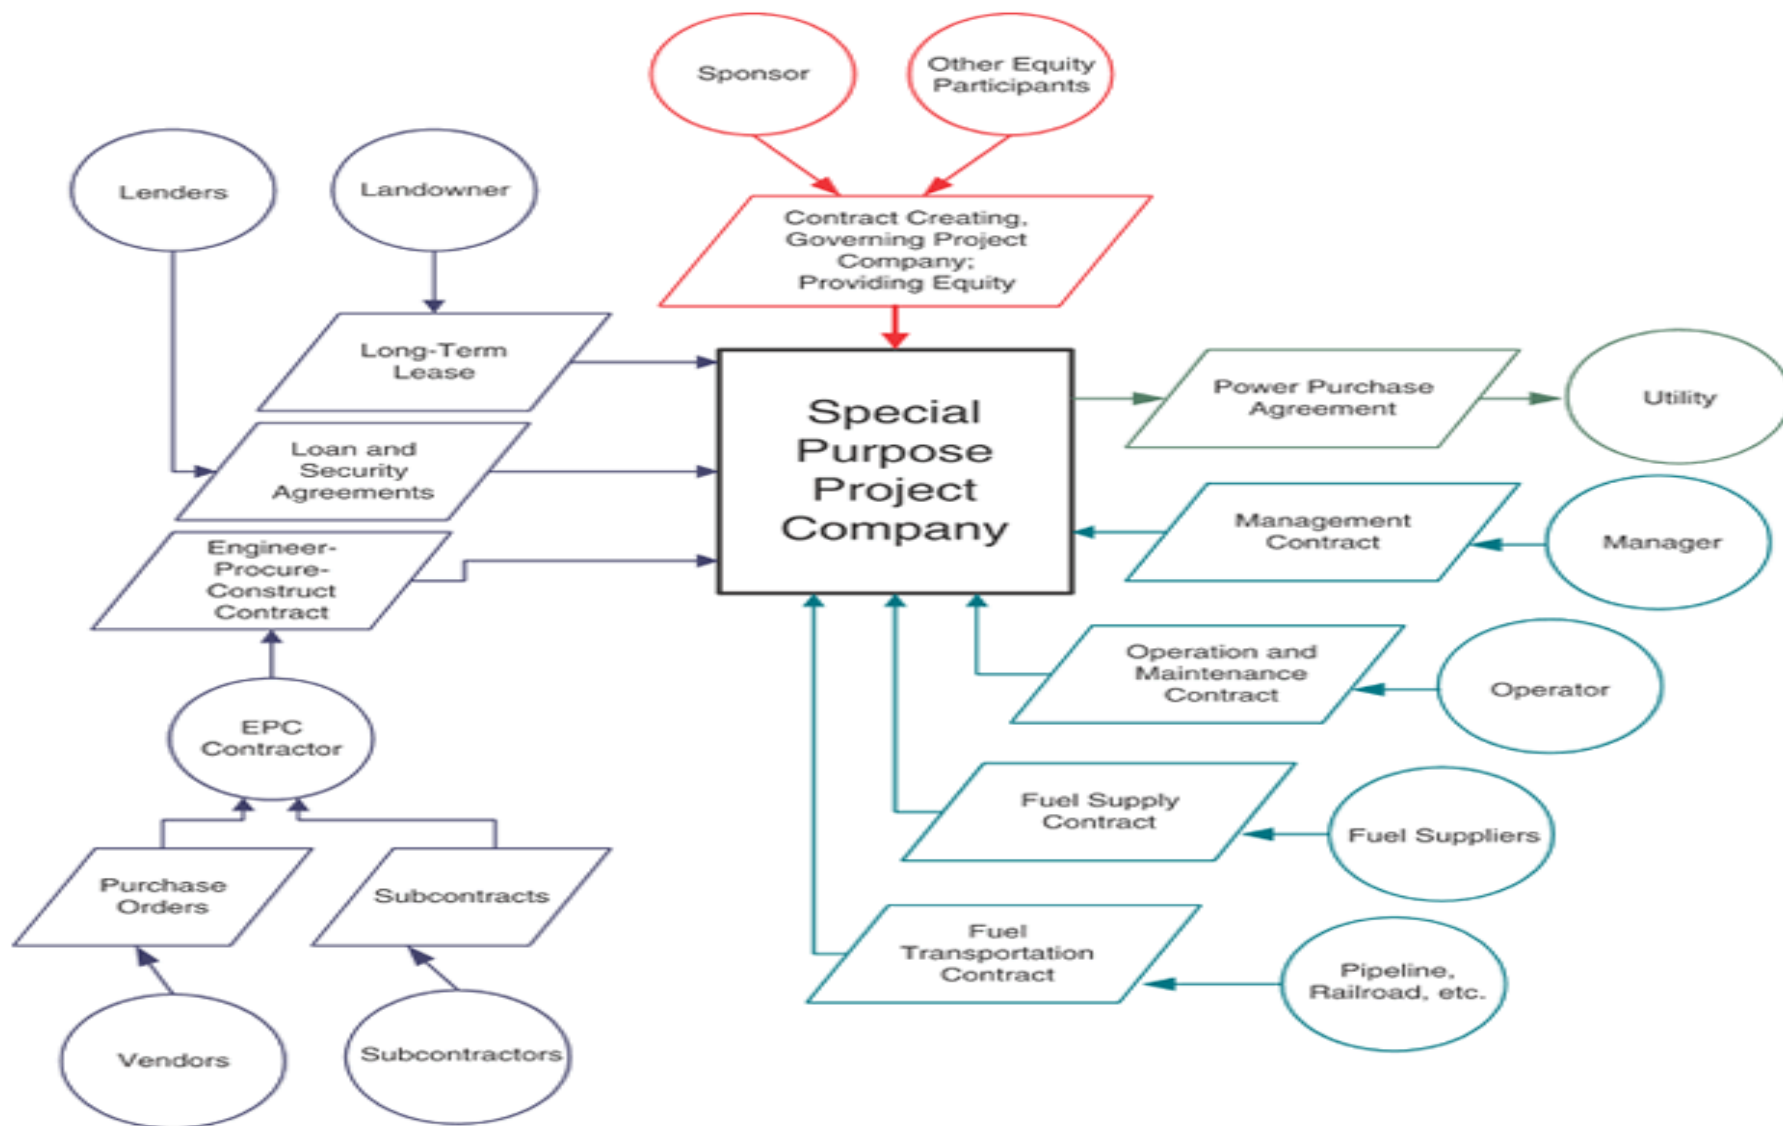 Sponsor
Other Equity
Participants
Lenders
Landowner
Contract Creating,
Governing Project
Company;
Providing Equity
Long-Term
Lease
Loan and
Security
Agreements
Engineer-
Procure-
Construct
Contract
Special
Purpose
Project
Company
Power Purchase
Agreement
Utility
Management
Contract
Manager
Operation and
Maintenance
Contract
Operator
EPC
Contractor
Fuel Supply
Contract
Fuel Suppliers
Purchase
Orders
Subcontracts
Fuel
Transportation
Contract
Pipeline,
Railroad, etc.
Vendors
Subcontractors